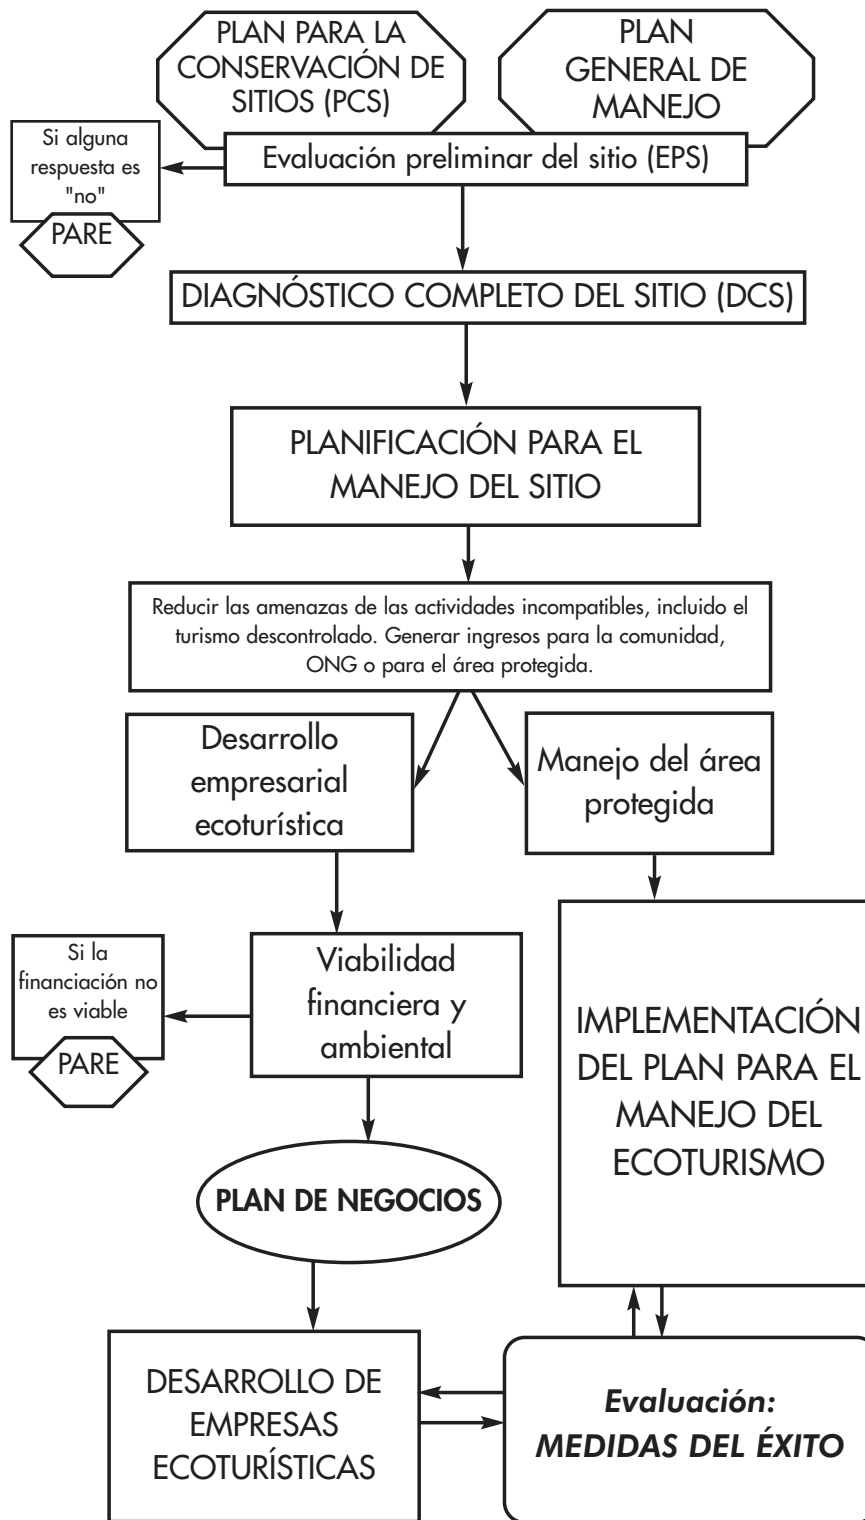 PLAN PARA LA
CONSERVACIÓN DE
SITIOS (PCS)
PLAN
GENERAL DE
MANEJO
Si alguna
respuesta es
"no"
PARE
Evaluación preliminar del sitio (EPS)
DIAGNÓSTICO COMPLETO DEL SITIO (DCS)
PLANIFICACIÓN PARA EL
MANEJO DEL SITIO
Reducir las amenazas de las actividades incompatibles, incluido el
turismo descontrolado. Generar ingresos para la comunidad,
ONG o para el área protegida.
Desarrollo
empresarial
ecoturística
Manejo del área
protegida
Si la
financiación no
es viable
PARE
Viabilidad
financiera y
ambiental
IMPLEMENTACIÓN
DEL PLAN PARA EL
MANEJO DEL
ECOTURISMO
PLAN DE NEGOCIOS
DESARROLLO DE
EMPRESAS
ECOTURÍSTICAS
Evaluación:
MEDIDAS DEL ÉXITO